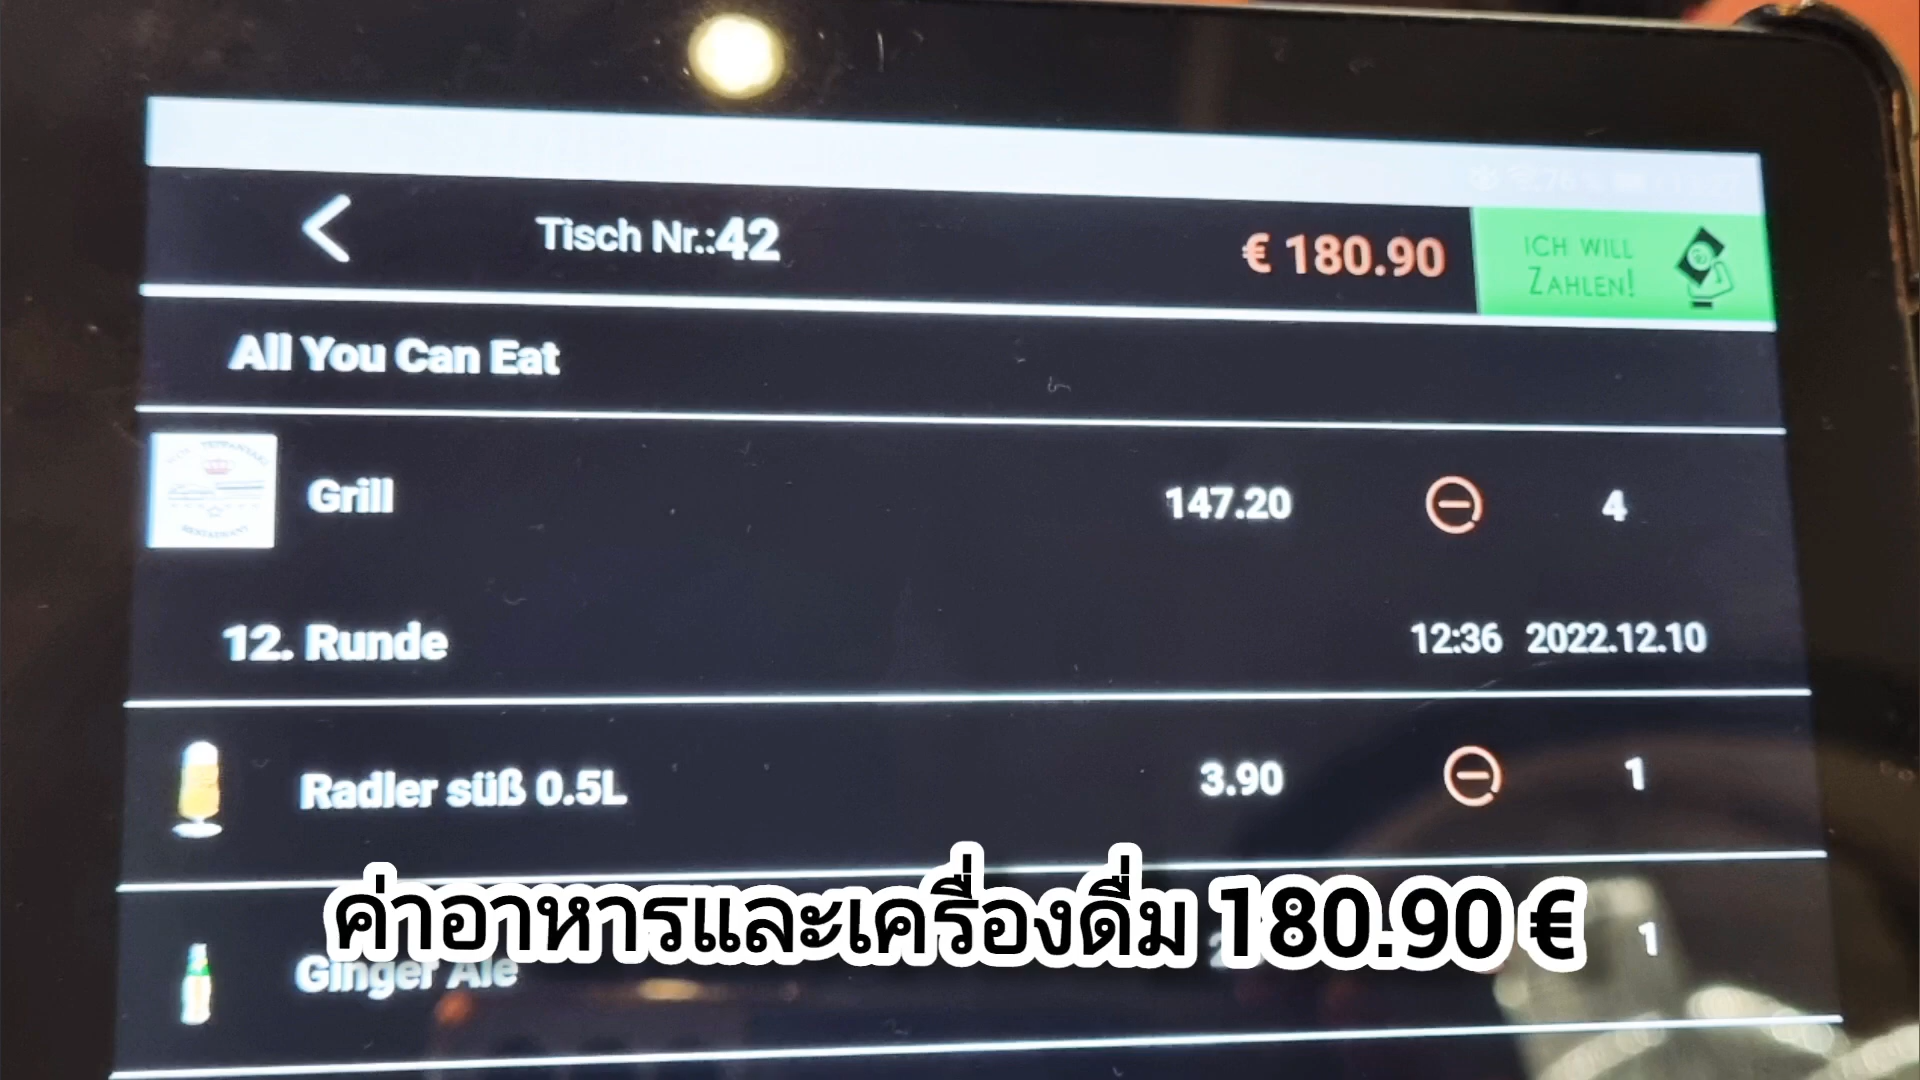 Tisch Nr.:42
€ 180.90
ICH WILL
ZAHLEN!
All You Can Eat
Grill 147.20 4
RESTAURANT
12. Runde 12:36 2022.12.10
Radler süß 0.5L 3.90 1
ค่าอาหารและเครื่องดื่ม 180.90 €
Ginger Ale 1